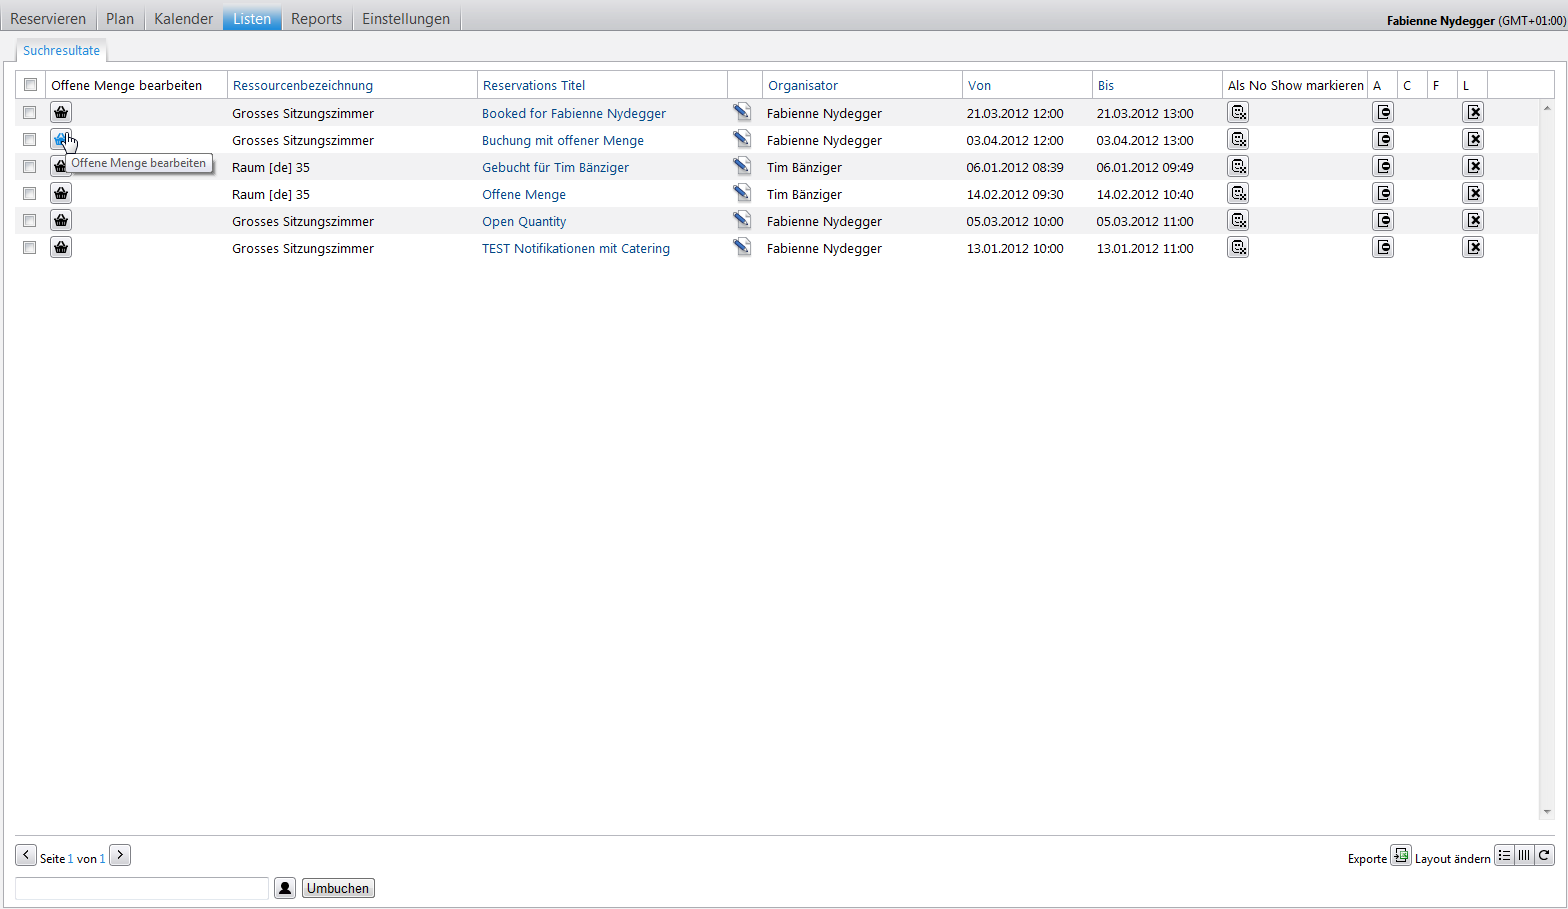 Reservieren Plan Kalender Listen Reports Einstellungen Fabienne Nydegger (GMT+01:00)
Suchresultate
Offene Menge bearbeiten Ressourcenbezeichnung Reservations Titel Organisator Von Bis Als No Show markieren A C F L
Grosses Sitzungszimmer Booked for Fabienne Nydegger Fabienne Nydegger 21.03.2012 12:00 21.03.2012 13:00
Grosses Sitzungszimmer Buchung mit offener Menge Fabienne Nydegger 03.04.2012 12:00 03.04.2012 13:00
Offene Menge bearbeiten Raum [de] 35 Gebucht für Tim Bänziger Tim Bänziger 06.01.2012 08:39 06.01.2012 09:49
Raum [de] 35 Offene Menge Tim Bänziger 14.02.2012 09:30 14.02.2012 10:40
Grosses Sitzungszimmer Open Quantity Fabienne Nydegger 05.03.2012 10:00 05.03.2012 11:00
Grosses Sitzungszimmer TEST Notifikationen mit Catering Fabienne Nydegger 13.01.2012 10:00 13.01.2012 11:00
Seite 1 von 1 Exporte Layout ändern
Umbuchen